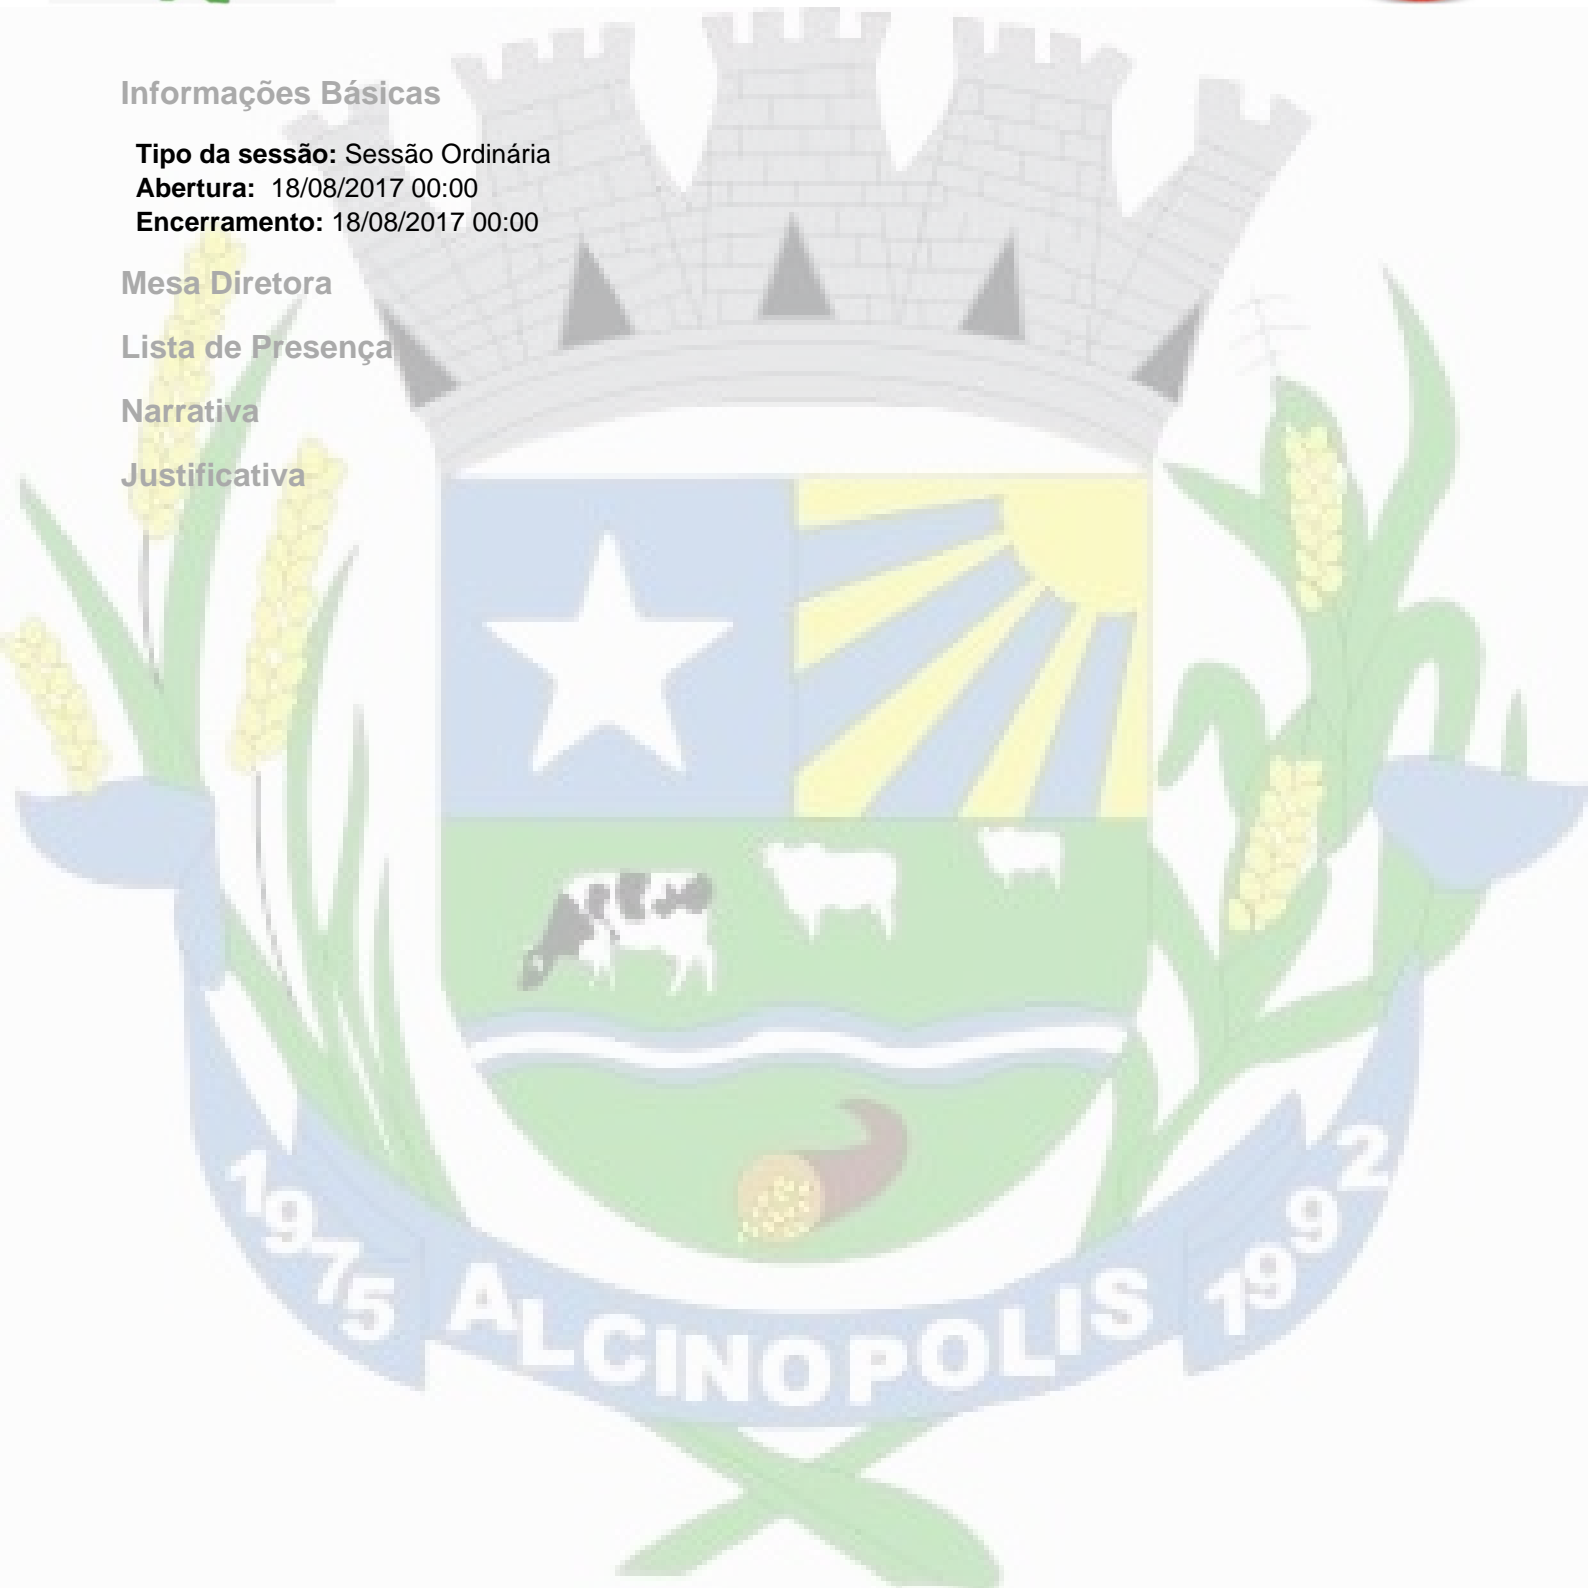 Informações Básicas
Tipo da sessão: Sessão Ordinária
Abertura: 18/08/2017 00:00
Encerramento: 18/08/2017 00:00
Mesa Diretora
Lista de Presença
Narrativa
Justificativa
1975 ALCINOPOLIS 1992